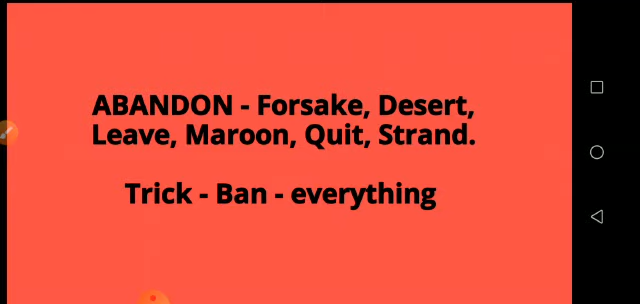 ABANDON - Forsake, Desert,
Leave, Maroon, Quit, Strand.
Trick - Ban - everything